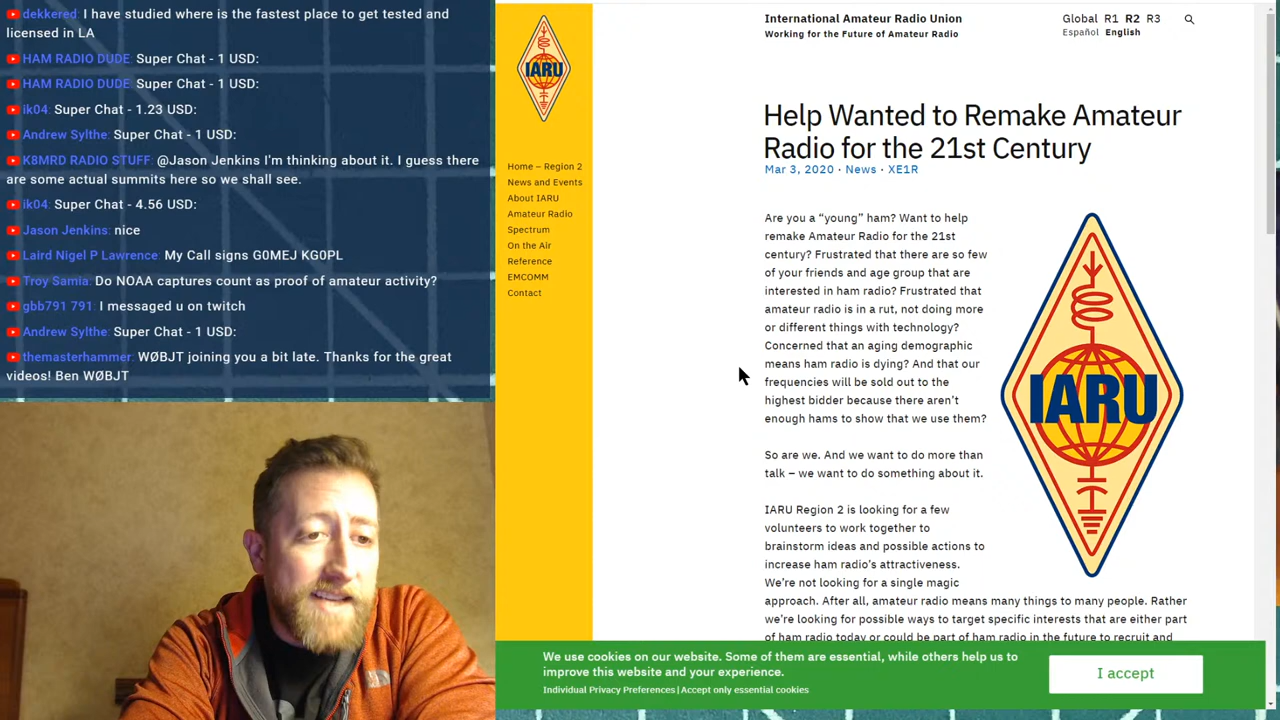 dekkered: I have studied where is the fastest place to get tested and
licensed in LA
HAM RADIO DUDE: Super Chat - 1 USD:
HAM RADIO DUDE: Super Chat - 1 USD:
ik04: Super Chat - 1.23 USD:
Andrew Sylthe: Super Chat - 1 USD:
K8MRD RADIO STUFF: @Jason Jenkins I'm thinking about it. I guess there
are some actual summits here so we shall see.
ik04: Super Chat - 4.56 USD:
Jason Jenkins: nice
Laird Nigel P Lawrence: My Call signs G0MEJ KG0PL
Troy Santa: Do NOAA captures count as proof of amateur activity?
gbb791 791: I messaged u on twitch
Andrew Sylthe: Super Chat - 1 USD:
themasterhammer: WØBJT joining you a bit late. Thanks for the great
videos! Ben WØBJT
IARU
Home – Region 2
News and Events
About IARU
Amateur Radio
Spectrum
On the Air
Reference
EMCOMM
Contact
International Amateur Radio Union
Working for the Future of Amateur Radio
Global R1 R2 R3
Español English
Help Wanted to Remake Amateur
Radio for the 21st Century
Mar 3, 2020 · News · XE1R
Are you a “young” ham? Want to help
remake Amateur Radio for the 21st
century? Frustrated that there are so few
of your friends and age group that are
interested in ham radio? Frustrated that
amateur radio is in a rut, not doing more
or different things with technology?
Concerned that an aging demographic
means ham radio is dying? And that our
frequencies will be sold out to the
highest bidder because there aren’t
enough hams to show that we use them?
So are we. And we want to do more than
talk – we want to do something about it.
IARU Region 2 is looking for a few
volunteers to work together to
brainstorm ideas and possible actions to
increase ham radio’s attractiveness.
We’re not looking for a single magic
approach. After all, amateur radio means many things to many people. Rather
we’re looking for possible ways to target specific interests that are either part
of ham radio today or could be part of ham radio in the future to recruit and
IARU
We use cookies on our website. Some of them are essential, while others help us to
improve this website and your experience.
Individual Privacy Preferences | Accept only essential cookies
I accept